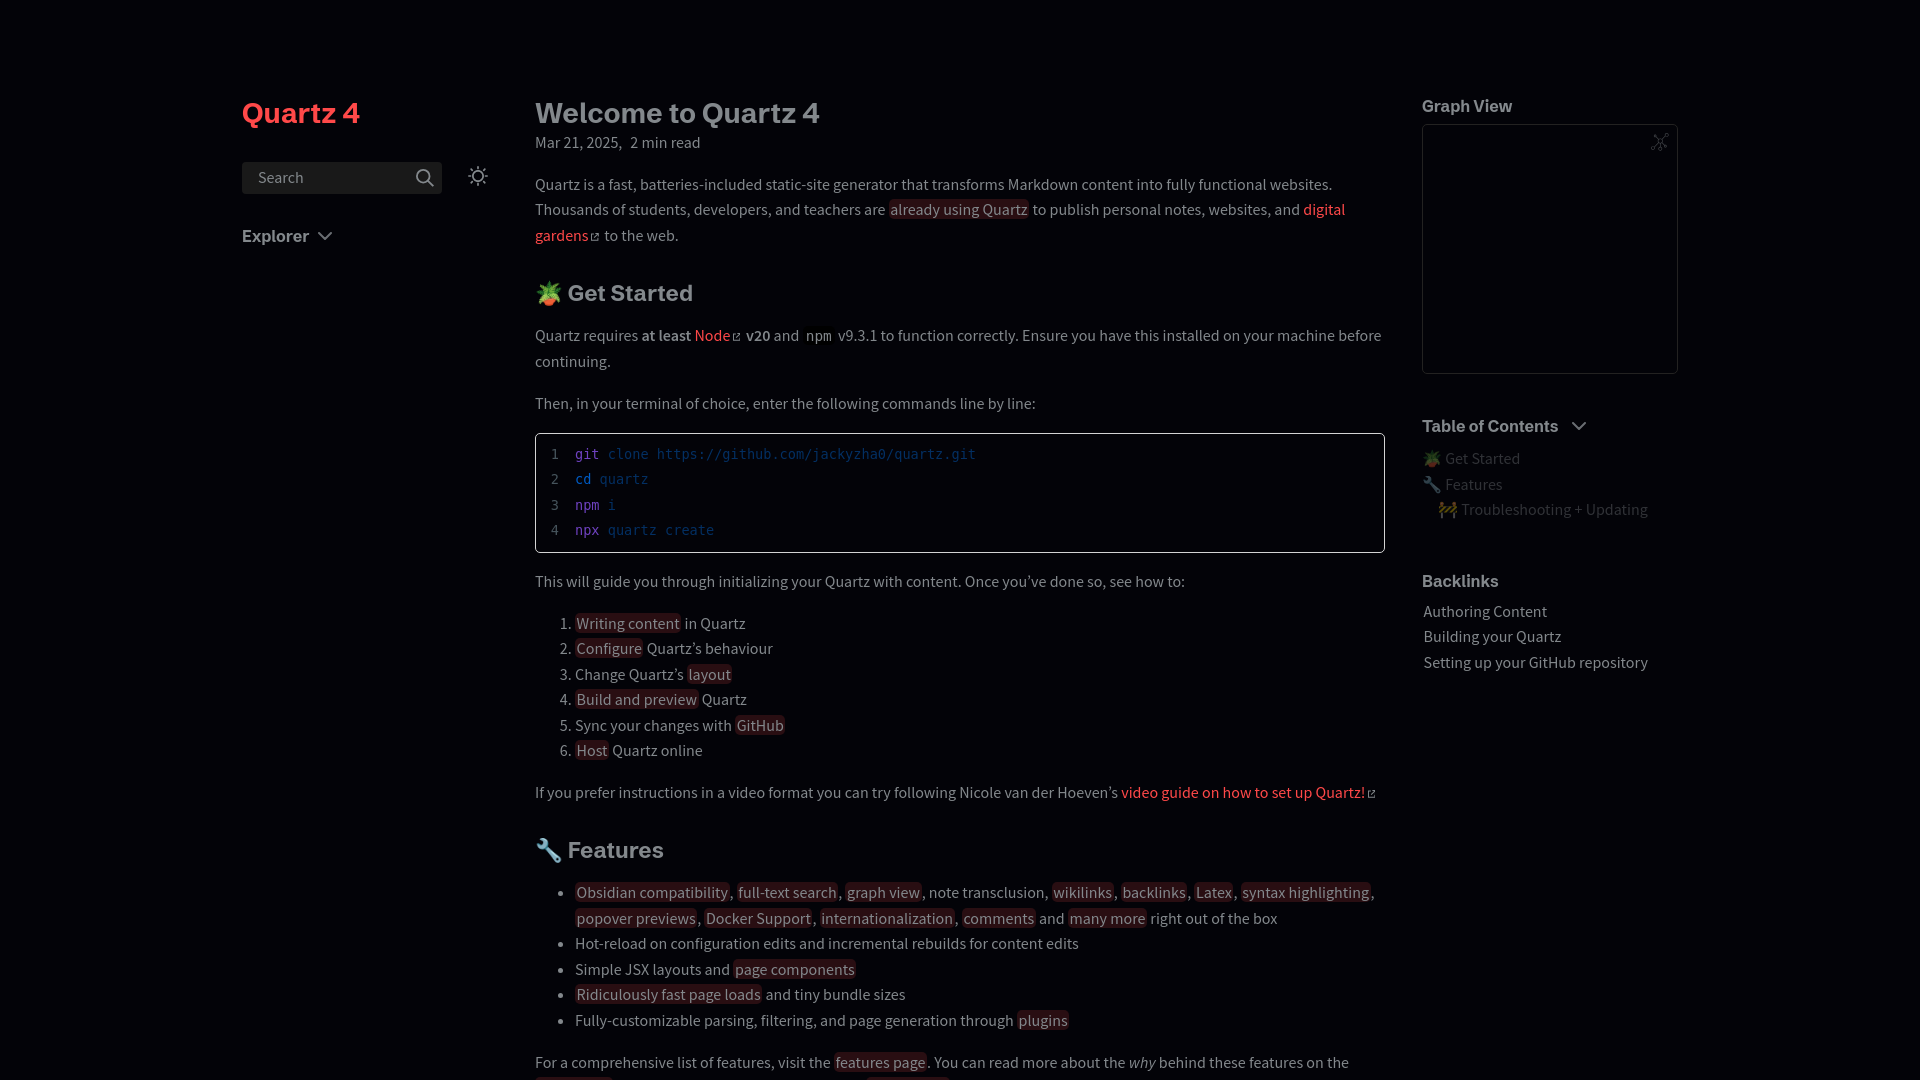 Quartz 4
Search
Explorer
Welcome to Quartz 4
Mar 21, 2025, 2 min read
Quartz is a fast, batteries-included static-site generator that transforms Markdown content into fully functional websites.
Thousands of students, developers, and teachers are already using Quartz to publish personal notes, websites, and digital
gardens to the web.
🪴 Get Started
Quartz requires at least Node v20 and npm v9.3.1 to function correctly. Ensure you have this installed on your machine before
continuing.
Then, in your terminal of choice, enter the following commands line by line:
1 git clone https://github.com/jackyzha0/quartz.git
2 cd quartz
3 npm i
4 npx quartz create
This will guide you through initializing your Quartz with content. Once you’ve done so, see how to:
1. Writing content in Quartz
2. Configure Quartz’s behaviour
3. Change Quartz’s layout
4. Build and preview Quartz
5. Sync your changes with GitHub
6. Host Quartz online
If you prefer instructions in a video format you can try following Nicole van der Hoeven’s video guide on how to set up Quartz!
🔧 Features
• Obsidian compatibility, full-text search, graph view, note transclusion, wikilinks, backlinks, Latex, syntax highlighting,
popover previews, Docker Support, internationalization, comments and many more right out of the box
• Hot-reload on configuration edits and incremental rebuilds for content edits
• Simple JSX layouts and page components
• Ridiculously fast page loads and tiny bundle sizes
• Fully-customizable parsing, filtering, and page generation through plugins
For a comprehensive list of features, visit the features page. You can read more about the why behind these features on the
Graph View
Table of Contents
🪴 Get Started
🔧 Features
🚧 Troubleshooting + Updating
Backlinks
Authoring Content
Building your Quartz
Setting up your GitHub repository